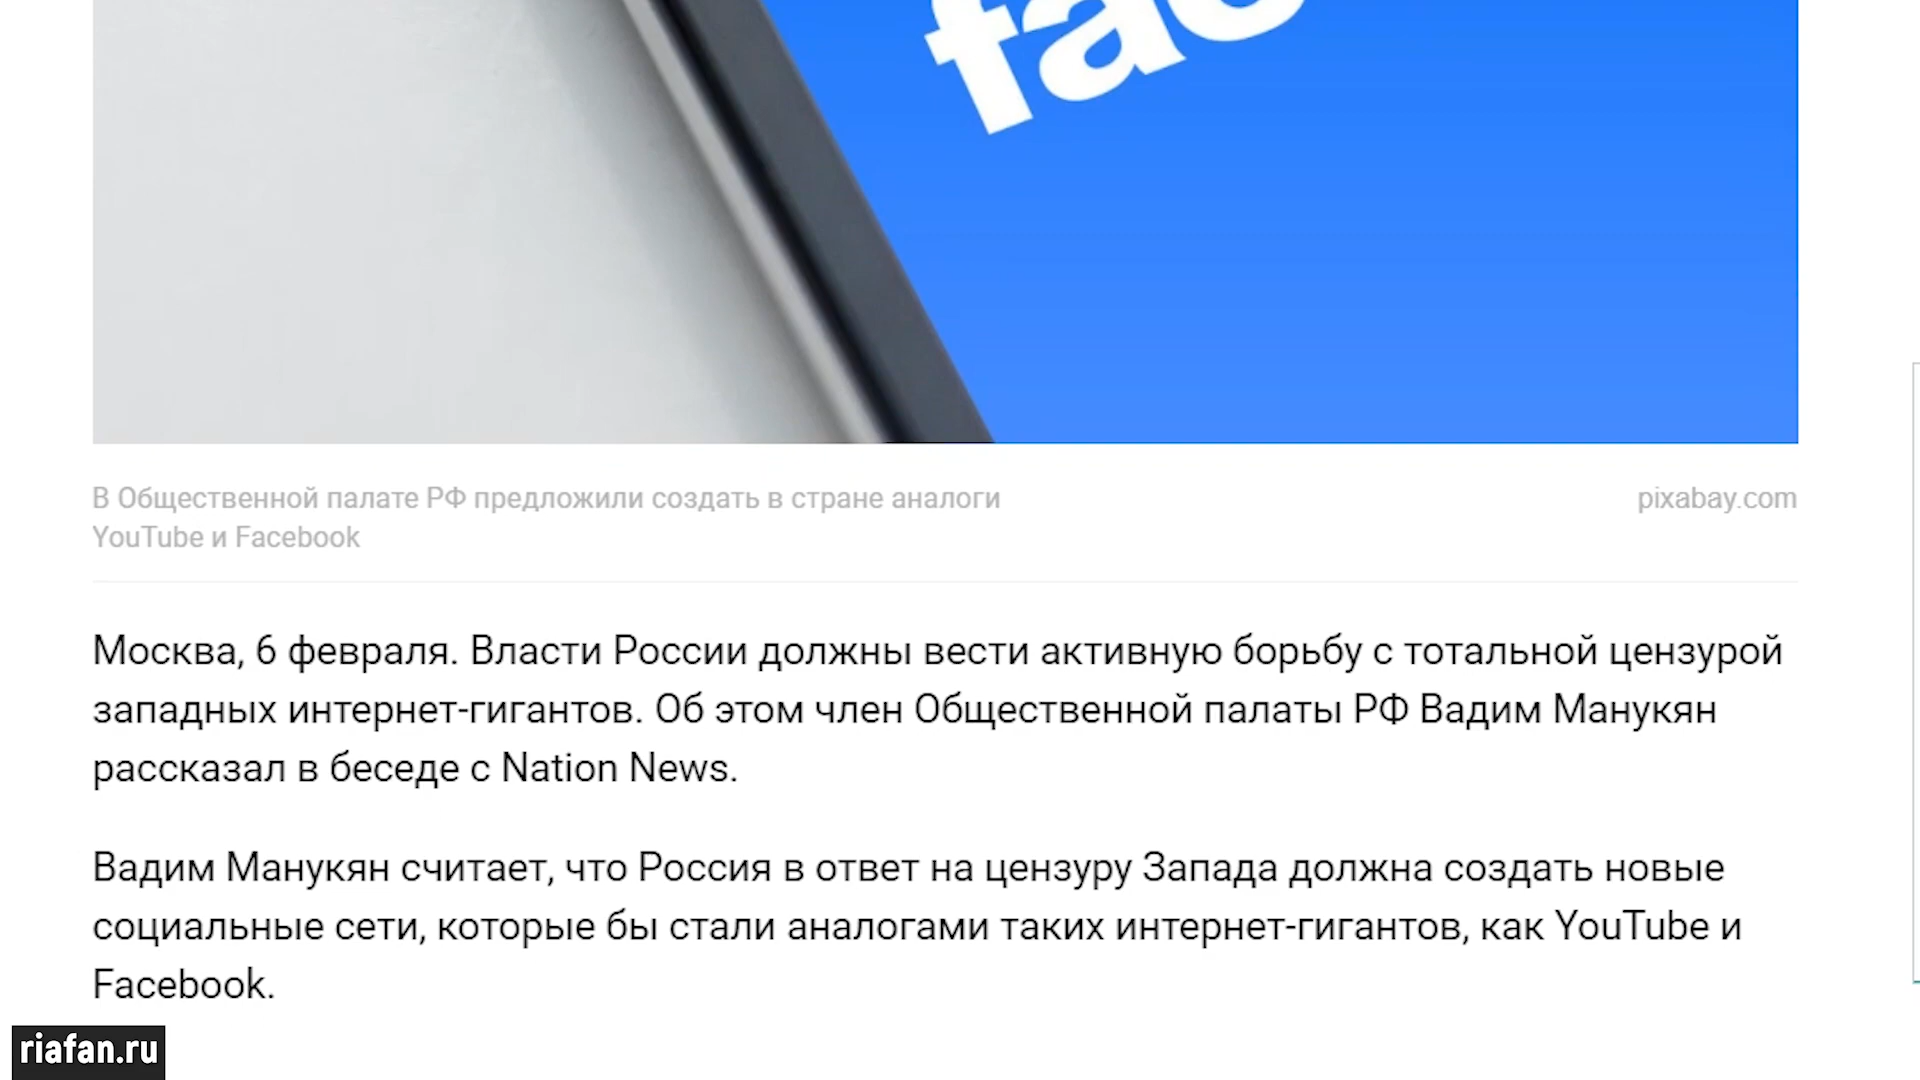 fac
В Общественной палате РФ предложили создать в стране аналоги
YouTube и Facebook
pixabay.com
Москва, 6 февраля. Власти России должны вести активную борьбу с тотальной цензурой
западных интернет-гигантов. Об этом член Общественной палаты РФ Вадим Манукян
рассказал в беседе с Nation News.
Вадим Манукян считает, что Россия в ответ на цензуру Запада должна создать новые
социальные сети, которые бы стали аналогами таких интернет-гигантов, как YouTube и
Facebook.
riafan.ru